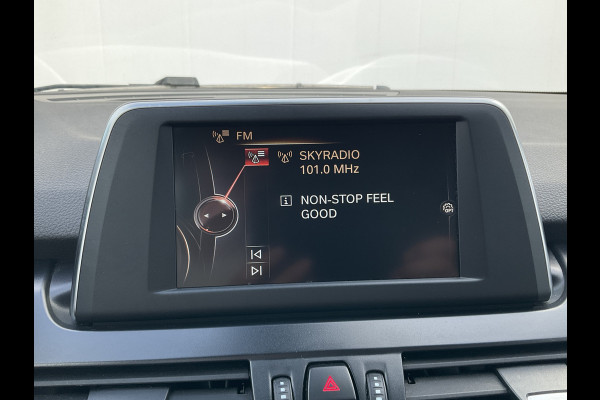 FM
SKYRADIO
101.0 MHz
NON-STOP FEEL
GOOD